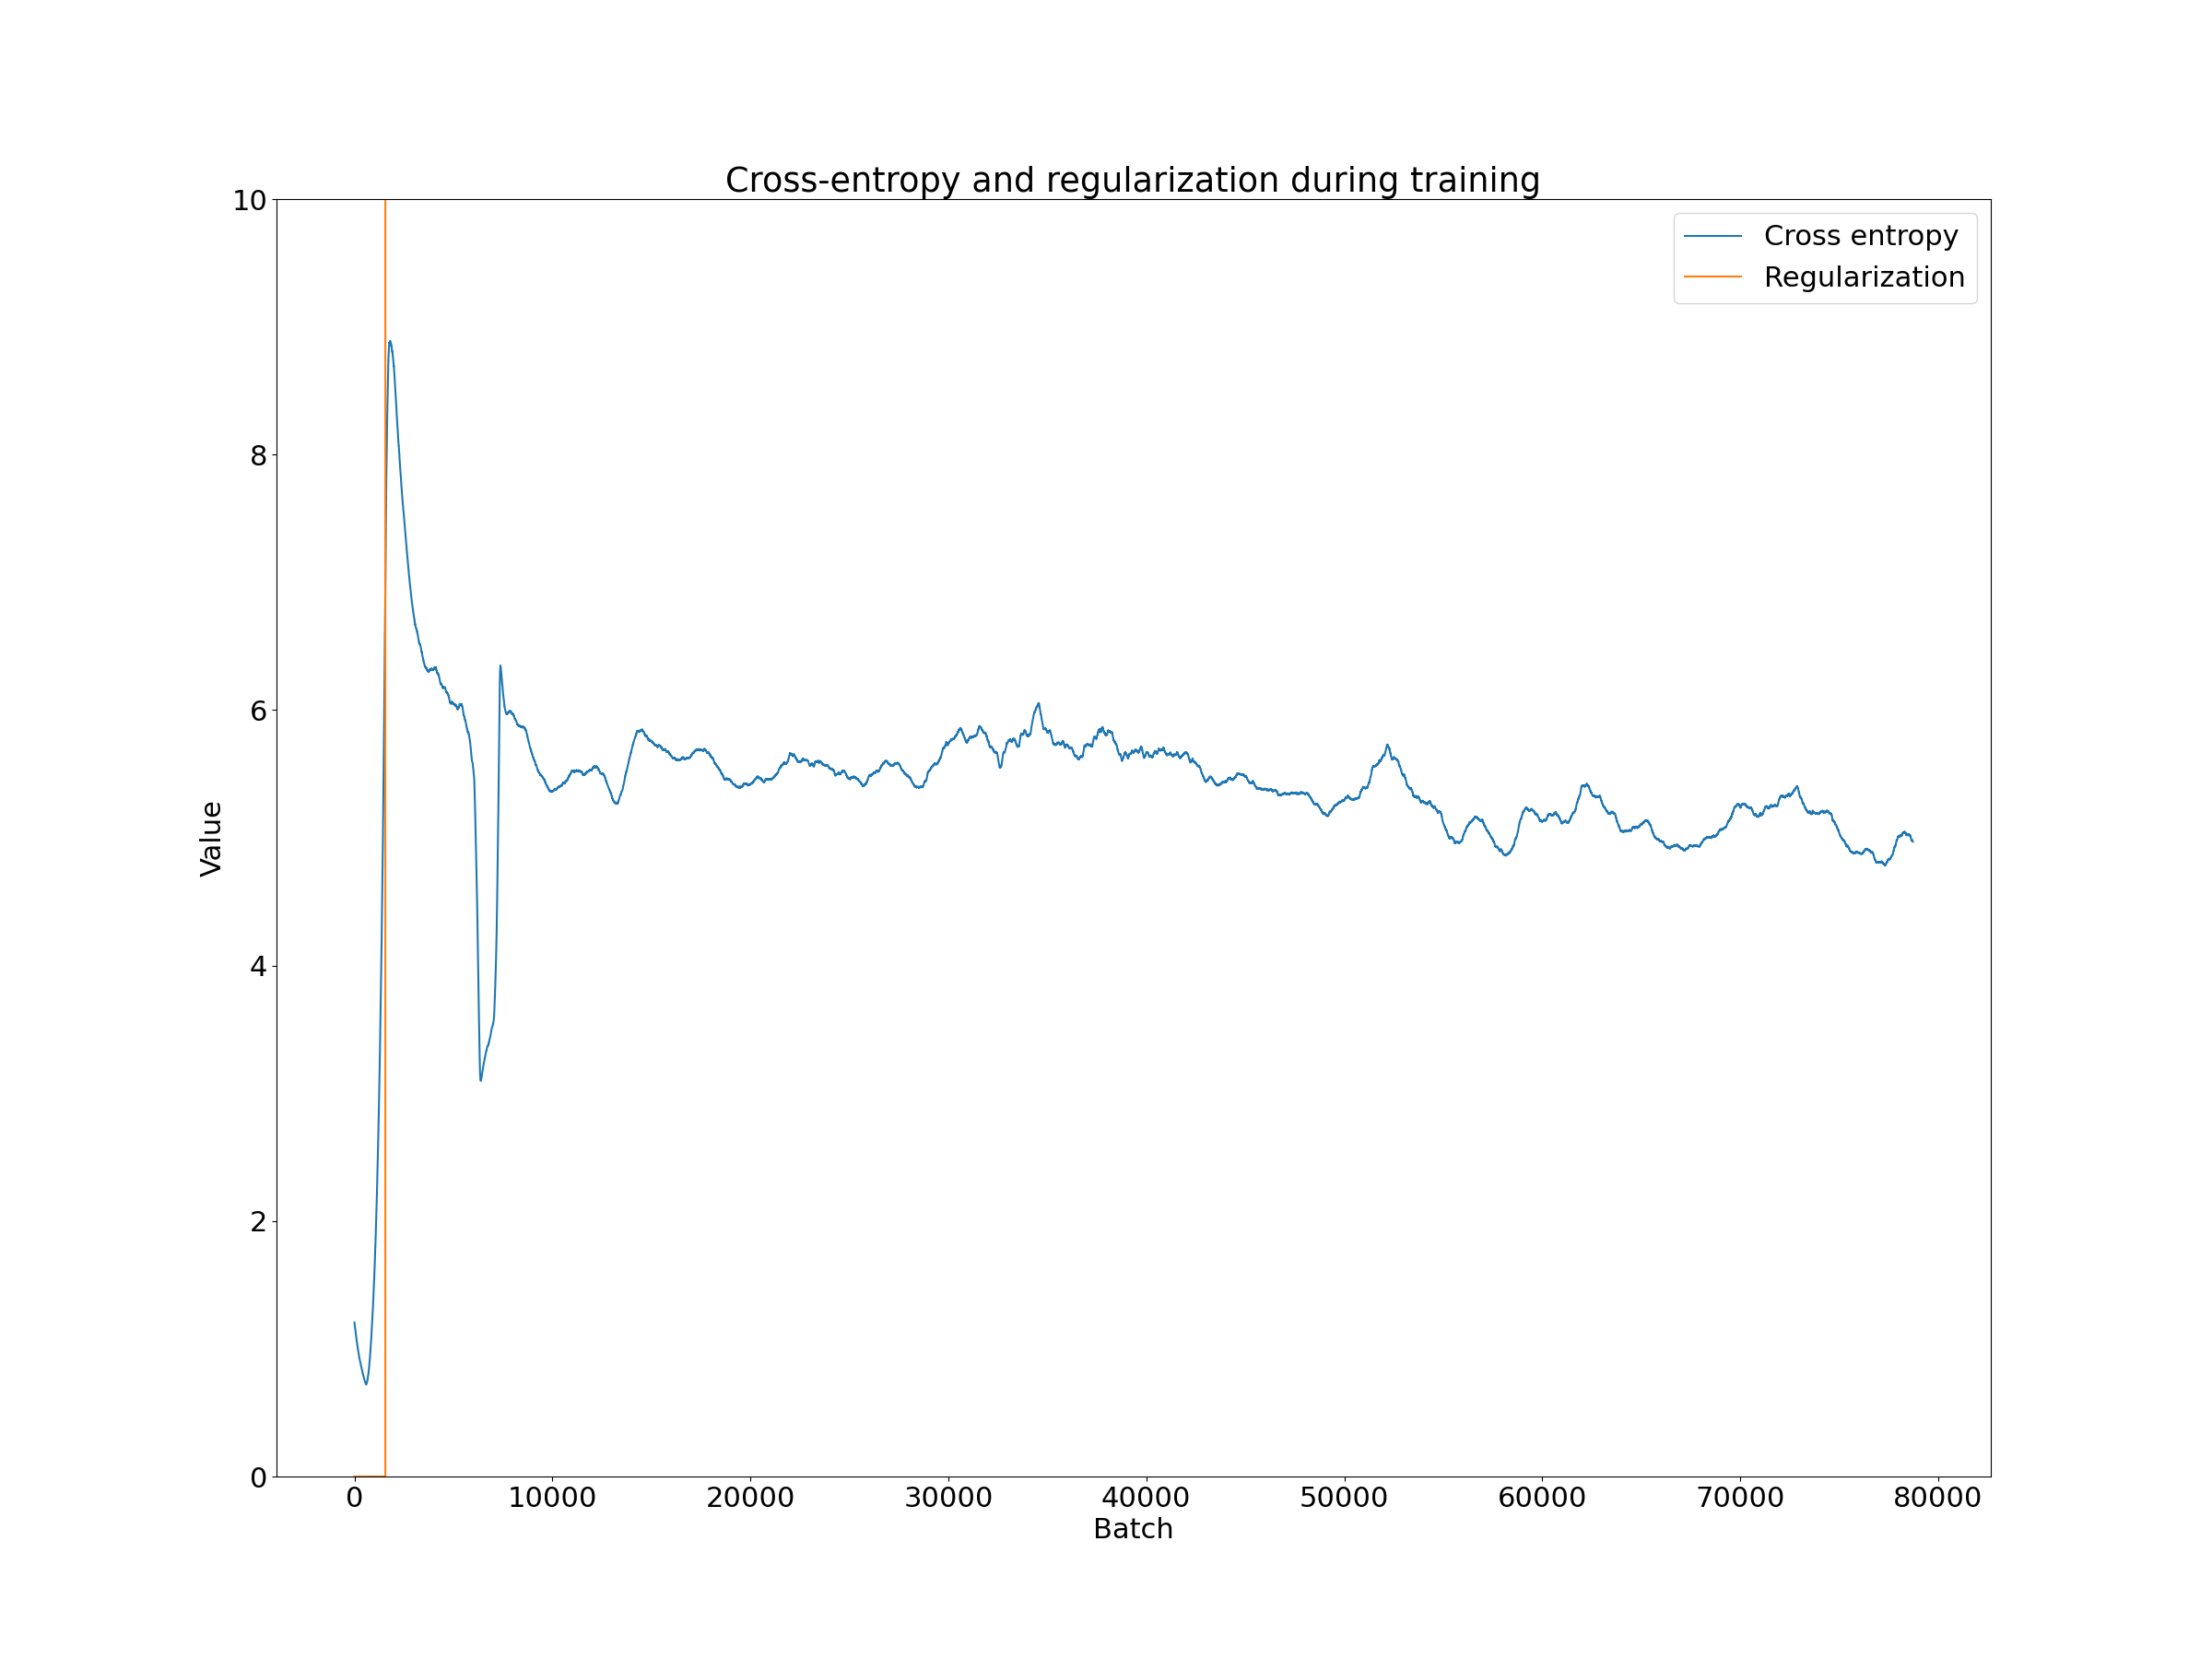 Cross-entropy and regularization during training
10
8
6
4
2
0
Value
Cross entropy
Regularization
0 10000 20000 30000 40000 50000 60000 70000 80000
Batch